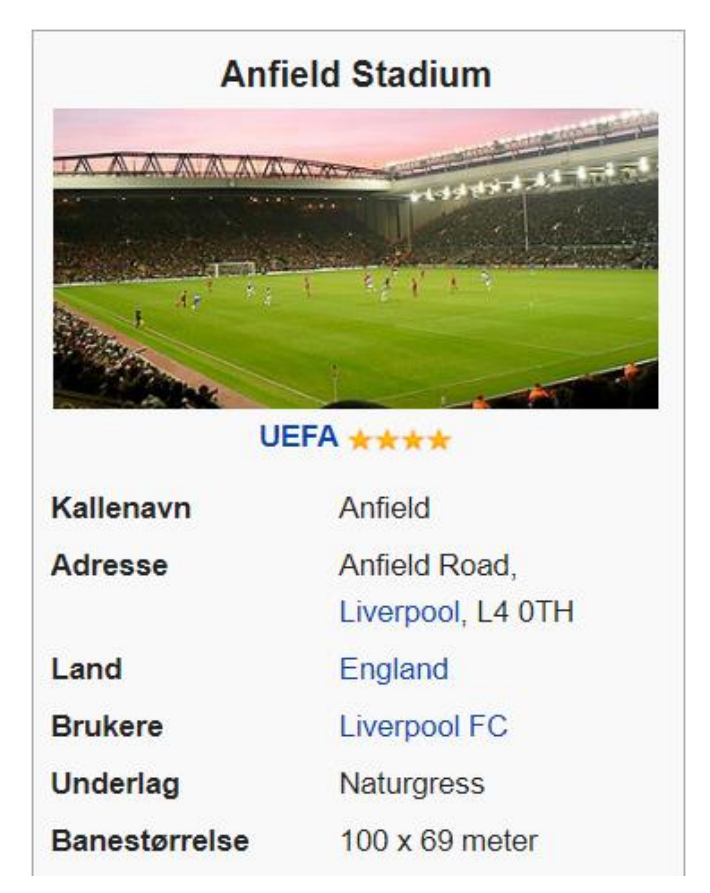 Anfield Stadium
UEFA ★★★★
Kallenavn Anfield
Adresse Anfield Road,
Liverpool, L4 0TH
Land England
Brukere Liverpool FC
Underlag Naturgress
Banestørrelse 100 x 69 meter